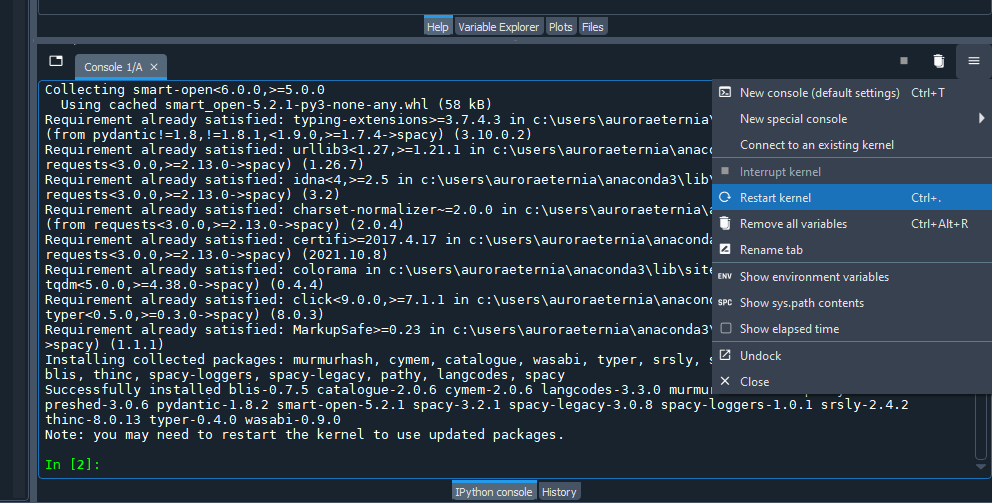 Help Variable Explorer Plots Files
Console 1/A
Collecting smart-open<6.0.0,>=5.0.0
Using cached smart_open-5.2.1-py3-none-any.whl (58 kB)
Requirement already satisfied: typing-extensions>=3.7.4.3 in c:\users\auroraeternia\
(from pydantic!=1.8,!=1.8.1,<1.9.0,>=1.7.4->spacy) (3.10.0.2)
Requirement already satisfied: urllib3<1.27,>=1.21.1 in c:\users\auroraeternia\anaco
requests<3.0.0,>=2.13.0->spacy) (1.26.7)
Requirement already satisfied: idna<4,>=2.5 in c:\users\auroraeternia\anaconda3\lib\
requests<3.0.0,>=2.13.0->spacy) (3.2)
Requirement already satisfied: charset-normalizer~=2.0.0 in c:\users\auroraeternia\
(from requests<3.0.0,>=2.13.0->spacy) (2.0.4)
Requirement already satisfied: certifi>=2017.4.17 in c:\users\auroraeternia\anaconda
requests<3.0.0,>=2.13.0->spacy) (2021.10.8)
Requirement already satisfied: colorama in c:\users\auroraeternia\anaconda3\lib\site
tqdm<5.0.0,>=4.38.0->spacy) (0.4.4)
Requirement already satisfied: click<9.0.0,>=7.1.1 in c:\users\auroraeternia\anacond
typer<0.5.0,>=0.3.0->spacy) (8.0.3)
Requirement already satisfied: MarkupSafe>=0.23 in c:\users\auroraeternia\anaconda3\
>spacy) (1.1.1)
Installing collected packages: murmurhash, cymem, catalogue, wasabi, typer, srsly, s
blis, thinc, spacy-loggers, spacy-legacy, pathy, langcodes, spacy
Successfully installed blis-0.7.5 catalogue-2.0.6 cymem-2.0.6 langcodes-3.3.0 murmur
preshed-3.0.6 pydantic-1.8.2 smart-open-5.2.1 spacy-3.2.1 spacy-legacy-3.0.8 spacy-loggers-1.0.1 srsly-2.4.2
thinc-8.0.13 typer-0.4.0 wasabi-0.9.0
Note: you may need to restart the kernel to use updated packages.
In [2]:
New console (default settings) Ctrl+T
New special console
Connect to an existing kernel
Interrupt kernel
Restart kernel Ctrl+.
Remove all variables Ctrl+Alt+R
Rename tab
ENV Show environment variables
SPC Show sys.path contents
Show elapsed time
Undock
Close
IPython console History